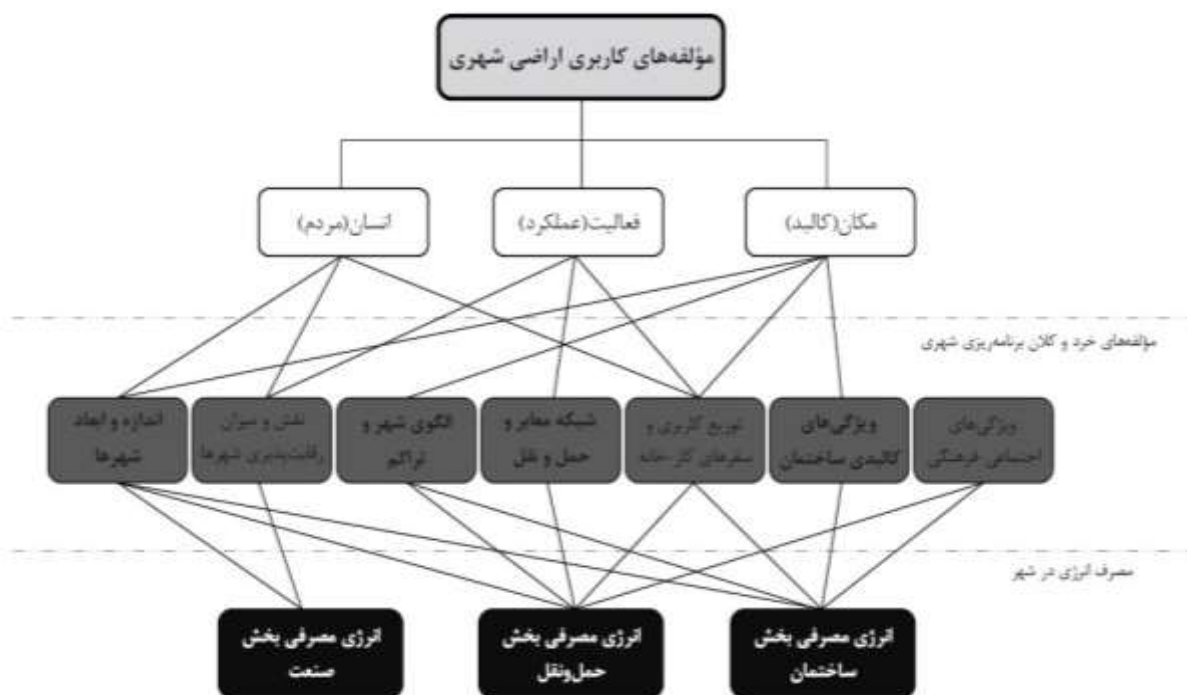 مؤلفه‌های کاربری اراضی شهری
مکان(کالبد)
فعالیت(عملکرد)
انسان(مردم)
مؤلفه‌های خرد و کلان برنامه‌ریزی شهری
ویژگی‌های
اجتماعی-فرهنگی
ویژگی‌های
کالبدی ساختمان
توزیع کاربری و
سفرهای کار-خانه
شبکه معابر و
حمل و نقل
الگوی شهر و
تراکم
نقش و میزان
رقابت‌پذیری شهرها
اندازه و ابعاد
شهرها
مصرف انرژی در شهر
انرژی مصرفی بخش
ساختمان
انرژی مصرفی بخش
حمل‌ونقل
انرژی مصرفی بخش
صنعت